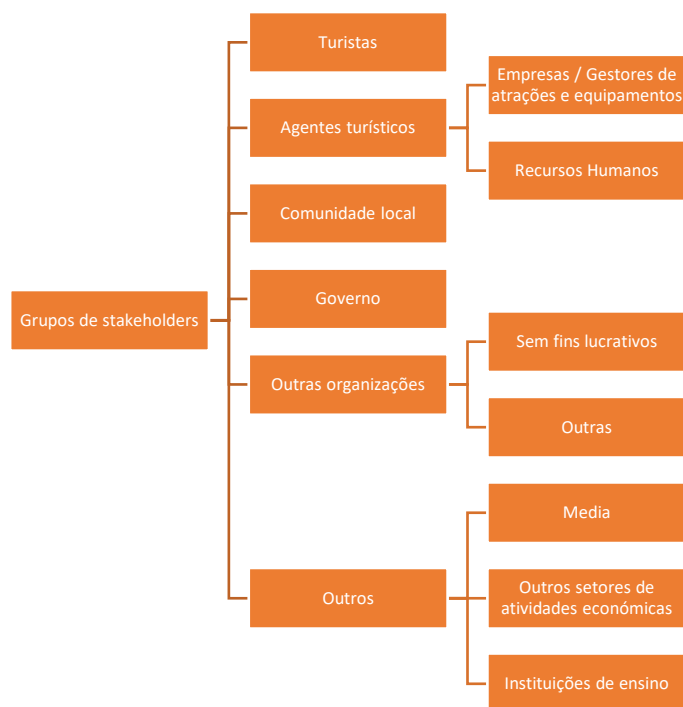 Turistas
Empresas / Gestores de
atrações e equipamentos
Agentes turísticos
Recursos Humanos
Comunidade local
Governo
Grupos de stakeholders
Sem fins lucrativos
Outras organizações
Outras
Media
Outros
Outros setores de
atividades económicas
Instituições de ensino